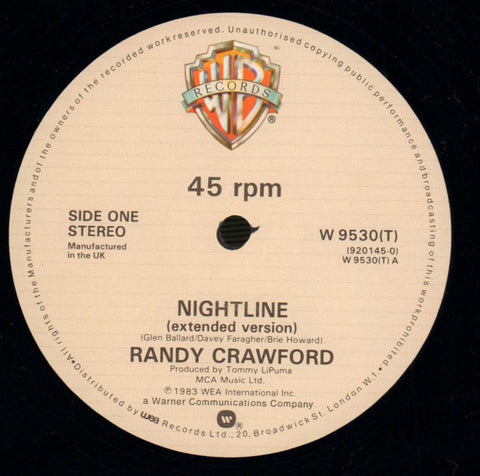 All rights of the Manufacturers and of the owners of the recorded work reserved. Unauthorised copying public performance and broadcasting of this work prohibited.
WB
RECORDS
®
45 rpm
SIDE ONE
STEREO
Manufactured
in the UK
W 9530(T)
(920145-0)
W 9530(T) A
NIGHTLINE
(extended version)
(Glen Ballard/Davey Faragher/Brie Howard)
RANDY CRAWFORD
Produced by Tommy LiPuma
MCA Music Ltd.
℗ 1983 WEA International Inc.
a Warner Communications Company
W ®
•Distributed by wea Records Ltd., 20, Broadwick St. London W1.•